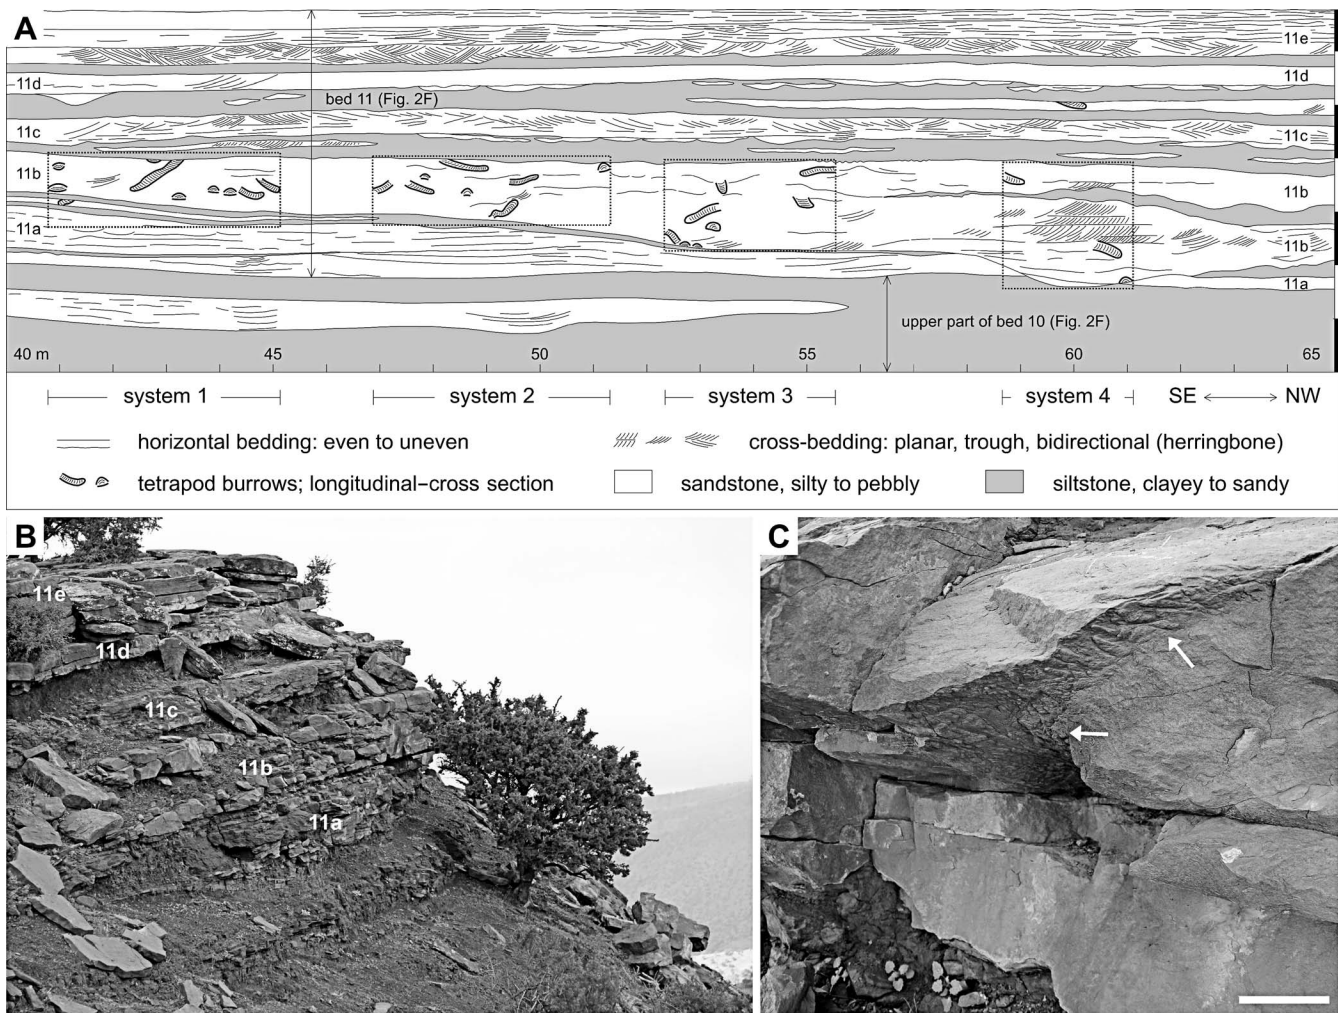 A
11e
11d
11d
bed 11 (Fig. 2F)
11c
11c
11b
11b
11a
11b
11a
upper part of bed 10 (Fig. 2F)
40 m 45 50 55 60 65
system 1 system 2 system 3 system 4 SE NW
horizontal bedding: even to uneven
cross-bedding: planar, trough, bidirectional (herringbone)
tetrapod burrows; longitudinal–cross section
sandstone, silty to pebbly
siltstone, clayey to sandy
B
11e
11d
11c
11b
11a
C